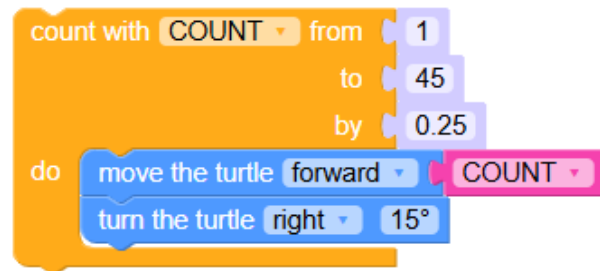 count with COUNT from 1
to 45
by 0.25
do move the turtle forward COUNT
turn the turtle right 15°